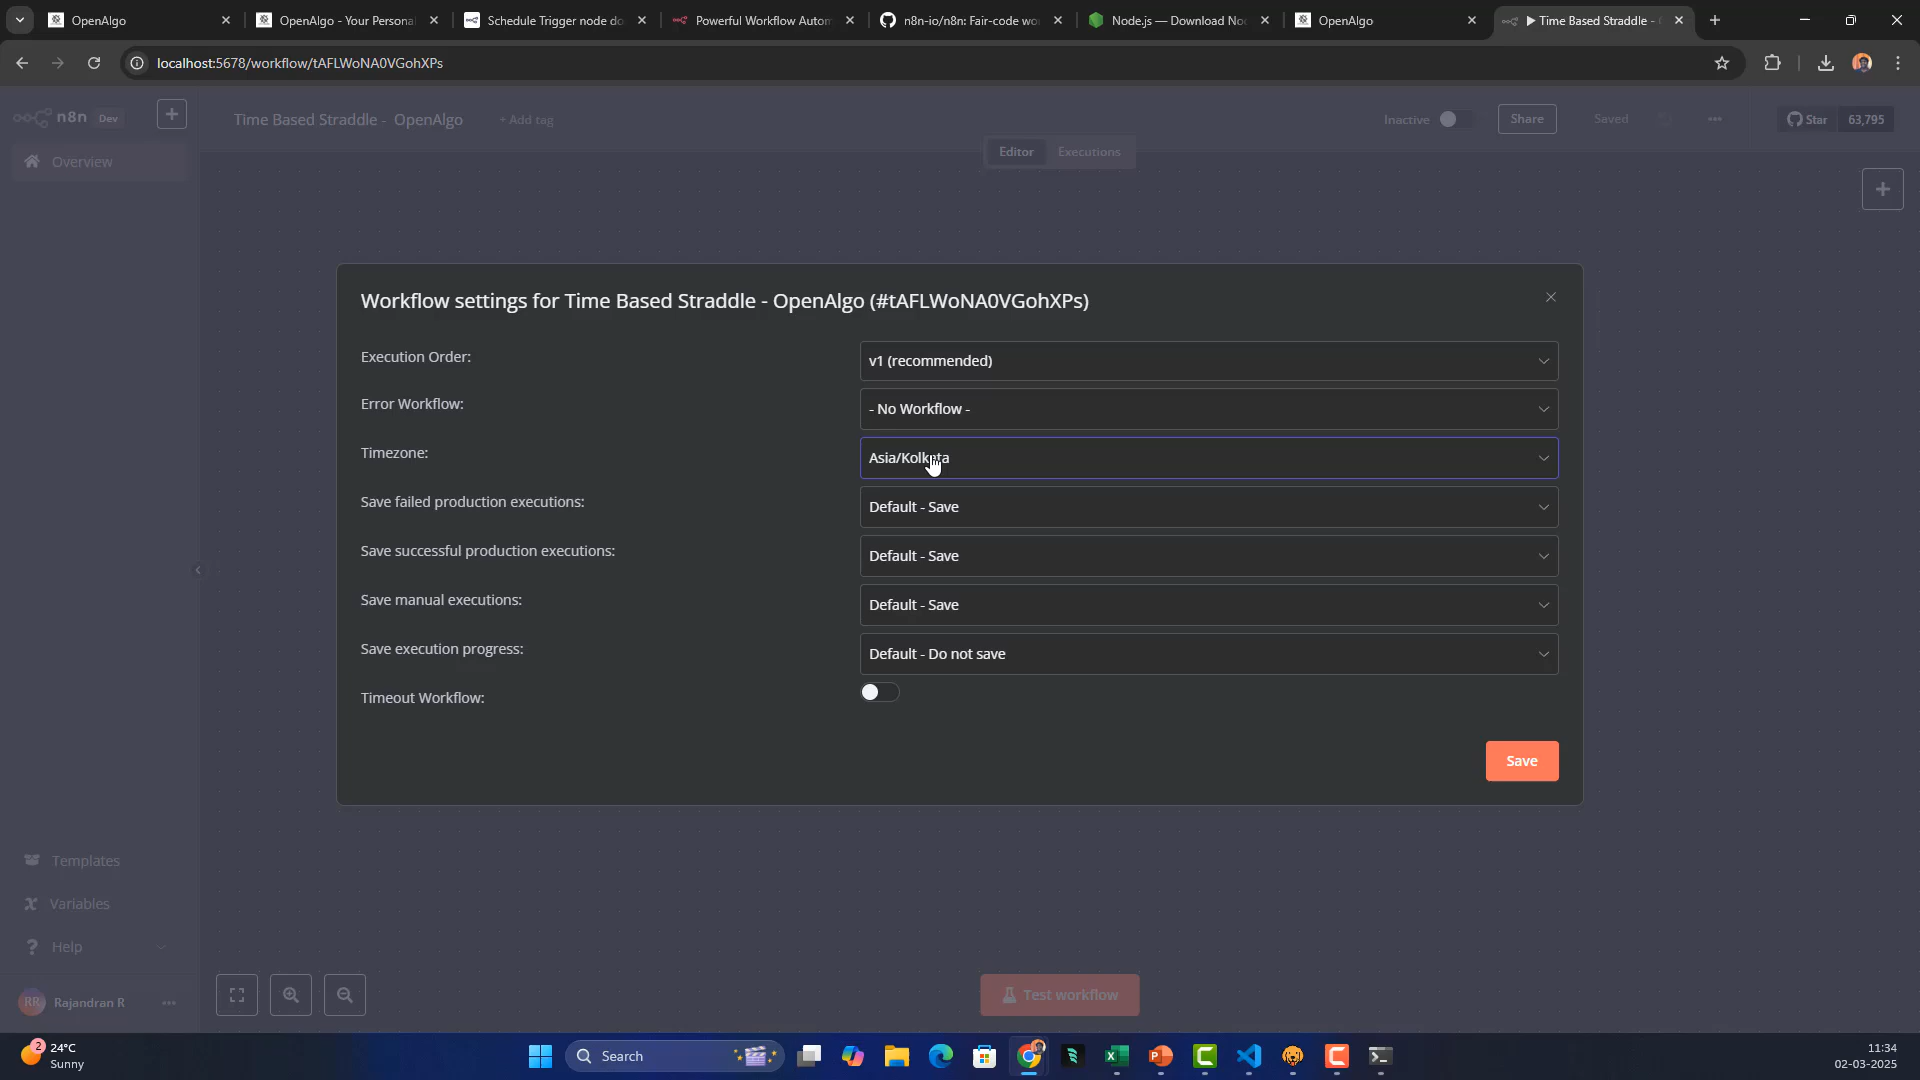 OpenAlgo
OpenAlgo - Your Persona
Schedule Trigger node do
Powerful Workflow Autom
n8n-io/n8n: Fair-code wo
Node.js — Download No
OpenAlgo
Time Based Straddle -
localhost:5678/workflow/tAFLWoNA0VGohXPs
n8n Dev
Time Based Straddle - OpenAlgo
+ Add tag
Inactive
Share
Saved
Star 63,795
Editor
Executions
Overview
Workflow settings for Time Based Straddle - OpenAlgo (#tAFLWoNA0VGohXPs)
Execution Order:
v1 (recommended)
Error Workflow:
- No Workflow -
Timezone:
Asia/Kolkata
Save failed production executions:
Default - Save
Save successful production executions:
Default - Save
Save manual executions:
Default - Save
Save execution progress:
Default - Do not save
Timeout Workflow:
Save
Templates
Variables
Help
RR Rajandran R
Test workflow
2
24°C
Sunny
Search
11:34
02-03-2025